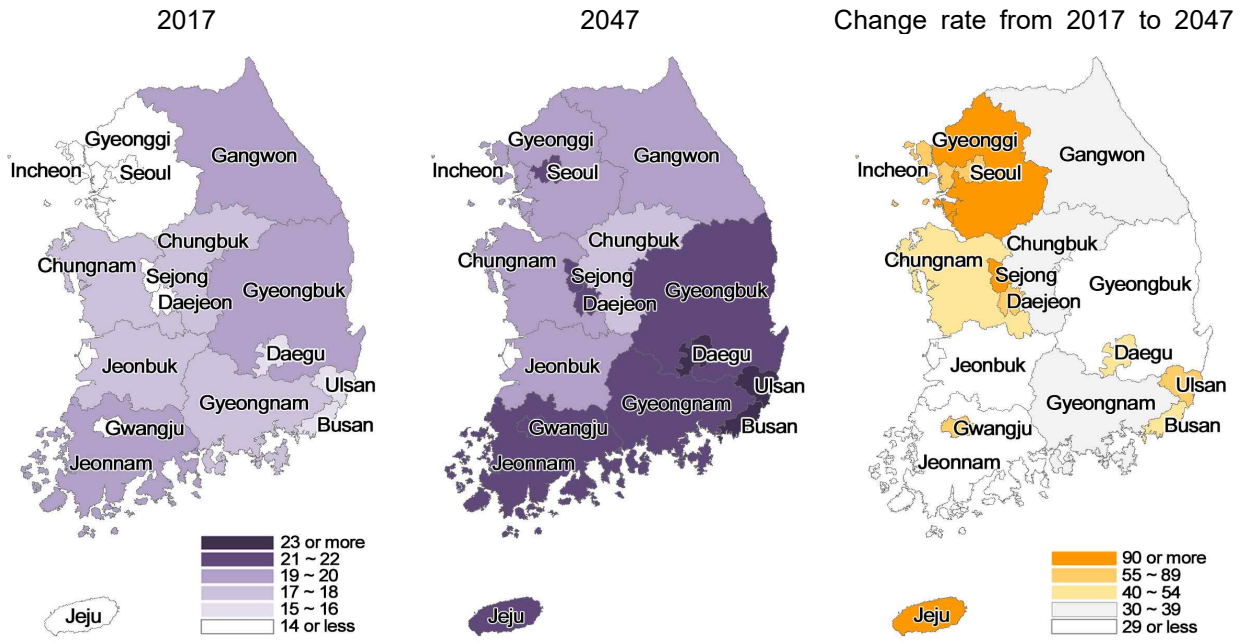 2017
Gyeonggi
Gangwon
Incheon
Seoul
Chungbuk
Chungnam
Sejong
Gyeongbuk
Daejeon
Daegu
Jeonbuk
Ulsan
Gyeongnam
Gwangju
Busan
Jeonnam
23 or more
21 ~ 22
19 ~ 20
17 ~ 18
15 ~ 16
14 or less
Jeju
2047
Gyeonggi
Gangwon
Incheon
Seoul
Chungbuk
Chungnam
Sejong
Gyeongbuk
Daejeon
Daegu
Jeonbuk
Ulsan
Gyeongnam
Gwangju
Busan
Jeonnam
Jeju
Change rate from 2017 to 2047
Gyeonggi
Gangwon
Incheon
Seoul
Chungbuk
Chungnam
Sejong
Gyeongbuk
Daejeon
Daegu
Jeonbuk
Ulsan
Gyeongnam
Gwangju
Busan
Jeonnam
90 or more
55 ~ 89
40 ~ 54
30 ~ 39
29 or less
Jeju